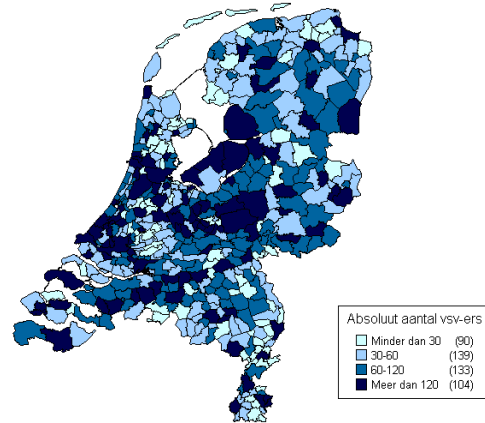 Absoluut aantal vsv-ers
Minder dan 30 (90)
30-60 (139)
60-120 (133)
Meer dan 120 (104)